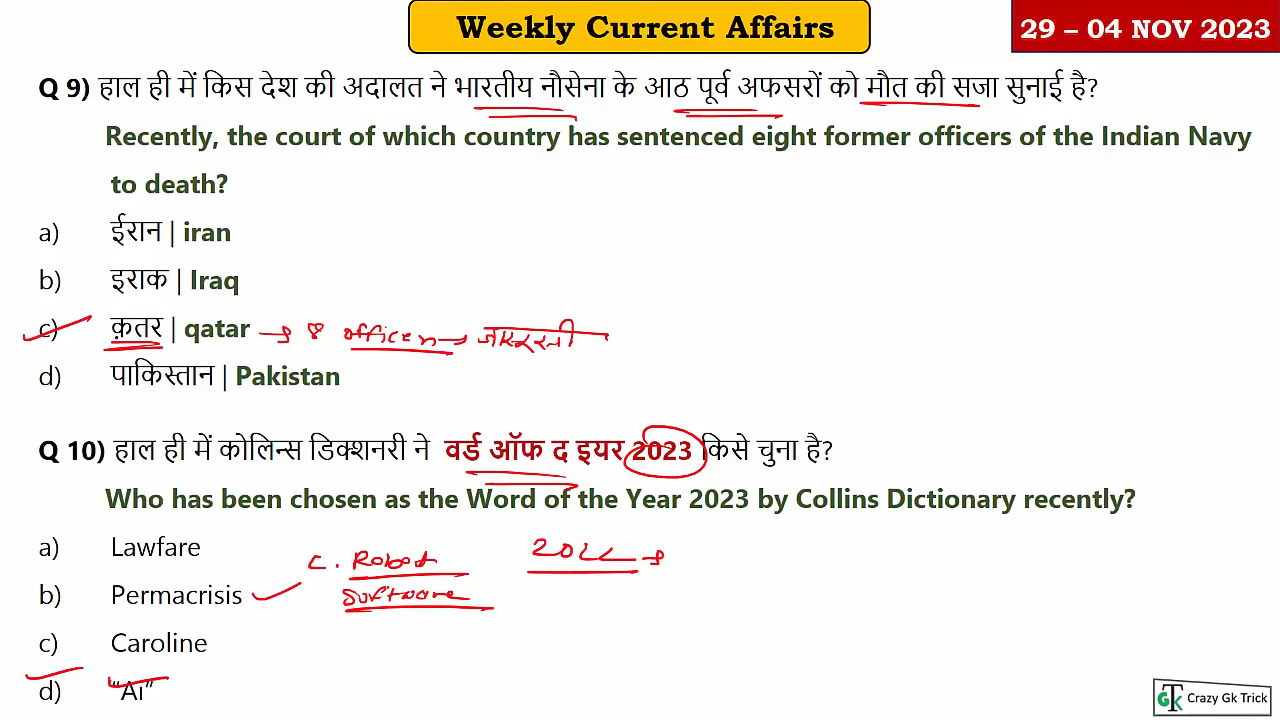 Weekly Current Affairs
29 – 04 NOV 2023
Q 9) हाल ही में किस देश की अदालत ने भारतीय नौसेना के आठ पूर्व अफसरों को मौत की सजा सुनाई है?
Recently, the court of which country has sentenced eight former officers of the Indian Navy
to death?
a) ईरान | iran
b) इराक | Iraq
c) क़तर | qatar → 8 officer →
d) पाकिस्तान | Pakistan
Q 10) हाल ही में कोलिन्स डिक्शनरी ने वर्ड ऑफ द इयर 2023 किसे चुना है?
Who has been chosen as the Word of the Year 2023 by Collins Dictionary recently?
a) Lawfare
C. Robot 2022 →
b) Permacrisis
Software
c) Caroline
d) "Ai"
GTK Crazy Gk Trick